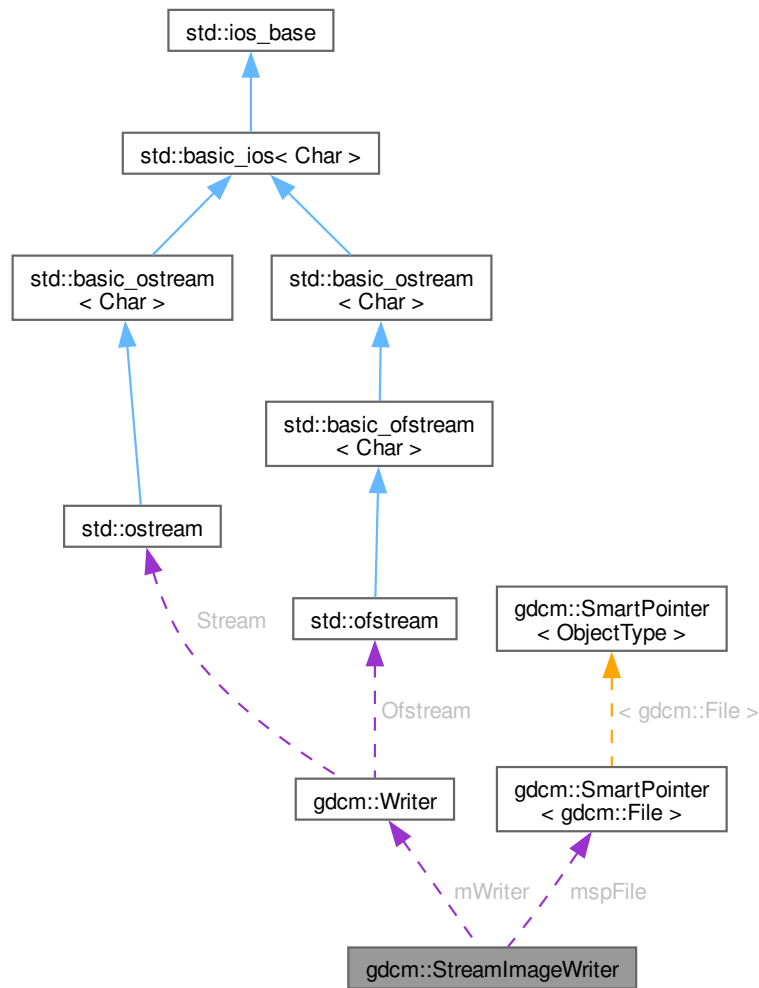 std::ios_base
std::basic_ios< Char >
std::basic_ostream
< Char >
std::basic_ostream
< Char >
std::basic_ofstream
< Char >
std::ostream
gdcm::SmartPointer
< ObjectType >
std::ofstream
Stream
Ofstream
< gdcm::File >
gdcm::Writer
gdcm::SmartPointer
< gdcm::File >
mWriter
mspFile
gdcm::StreamImageWriter